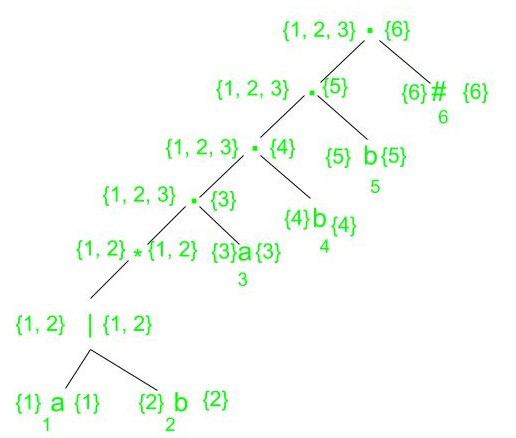 {1, 2, 3} . {6}
{1, 2, 3} . {5} {6} # {6}
6
{1, 2, 3} . {4} {5} b {5}
5
{1, 2, 3} . {3} {4} b {4}
4
{1, 2} * {1, 2} {3} a {3}
3
{1, 2} | {1, 2}
{1} a {1} {2} b {2}
1 2